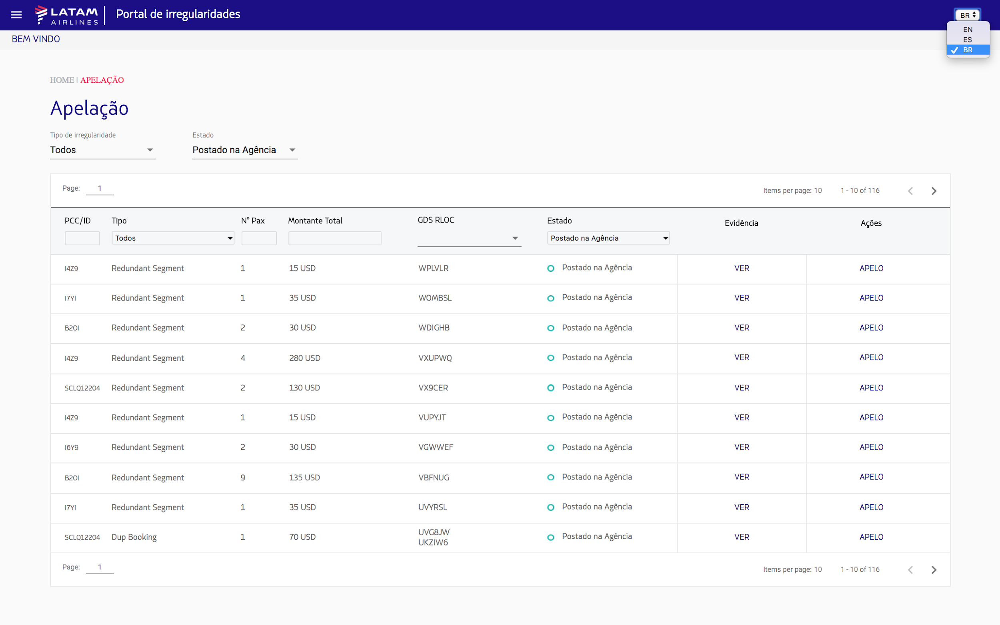 LATAM
AIRLINES
Portal de irregularidades
BR
EN
ES
BR
BEM VINDO
HOME | APELAÇÃO
Apelação
Tipo de irregularidade Estado
Todos Postado na Agência
Page: 1 Items per page: 10 1 - 10 of 116
PCC/ID Tipo N° Pax Montante Total GDS RLOC Estado Evidência Ações
Todos Postado na Agência
I4Z9 Redundant Segment 1 15 USD WPLVLR Postado na Agência VER APELO
I7YI Redundant Segment 1 35 USD WOMBSL Postado na Agência VER APELO
B2OI Redundant Segment 2 30 USD WDIGHB Postado na Agência VER APELO
I4Z9 Redundant Segment 4 280 USD VXUPWQ Postado na Agência VER APELO
SCLQ12204 Redundant Segment 2 130 USD VX9CER Postado na Agência VER APELO
I4Z9 Redundant Segment 1 15 USD VUPYJT Postado na Agência VER APELO
I6Y9 Redundant Segment 2 30 USD VGWWEF Postado na Agência VER APELO
B2OI Redundant Segment 9 135 USD VBFNUG Postado na Agência VER APELO
I7YI Redundant Segment 1 35 USD UVYRSL Postado na Agência VER APELO
SCLQ12204 Dup Booking 1 70 USD UVG8JW Postado na Agência VER APELO
UKZIW6
Page: 1 Items per page: 10 1 - 10 of 116